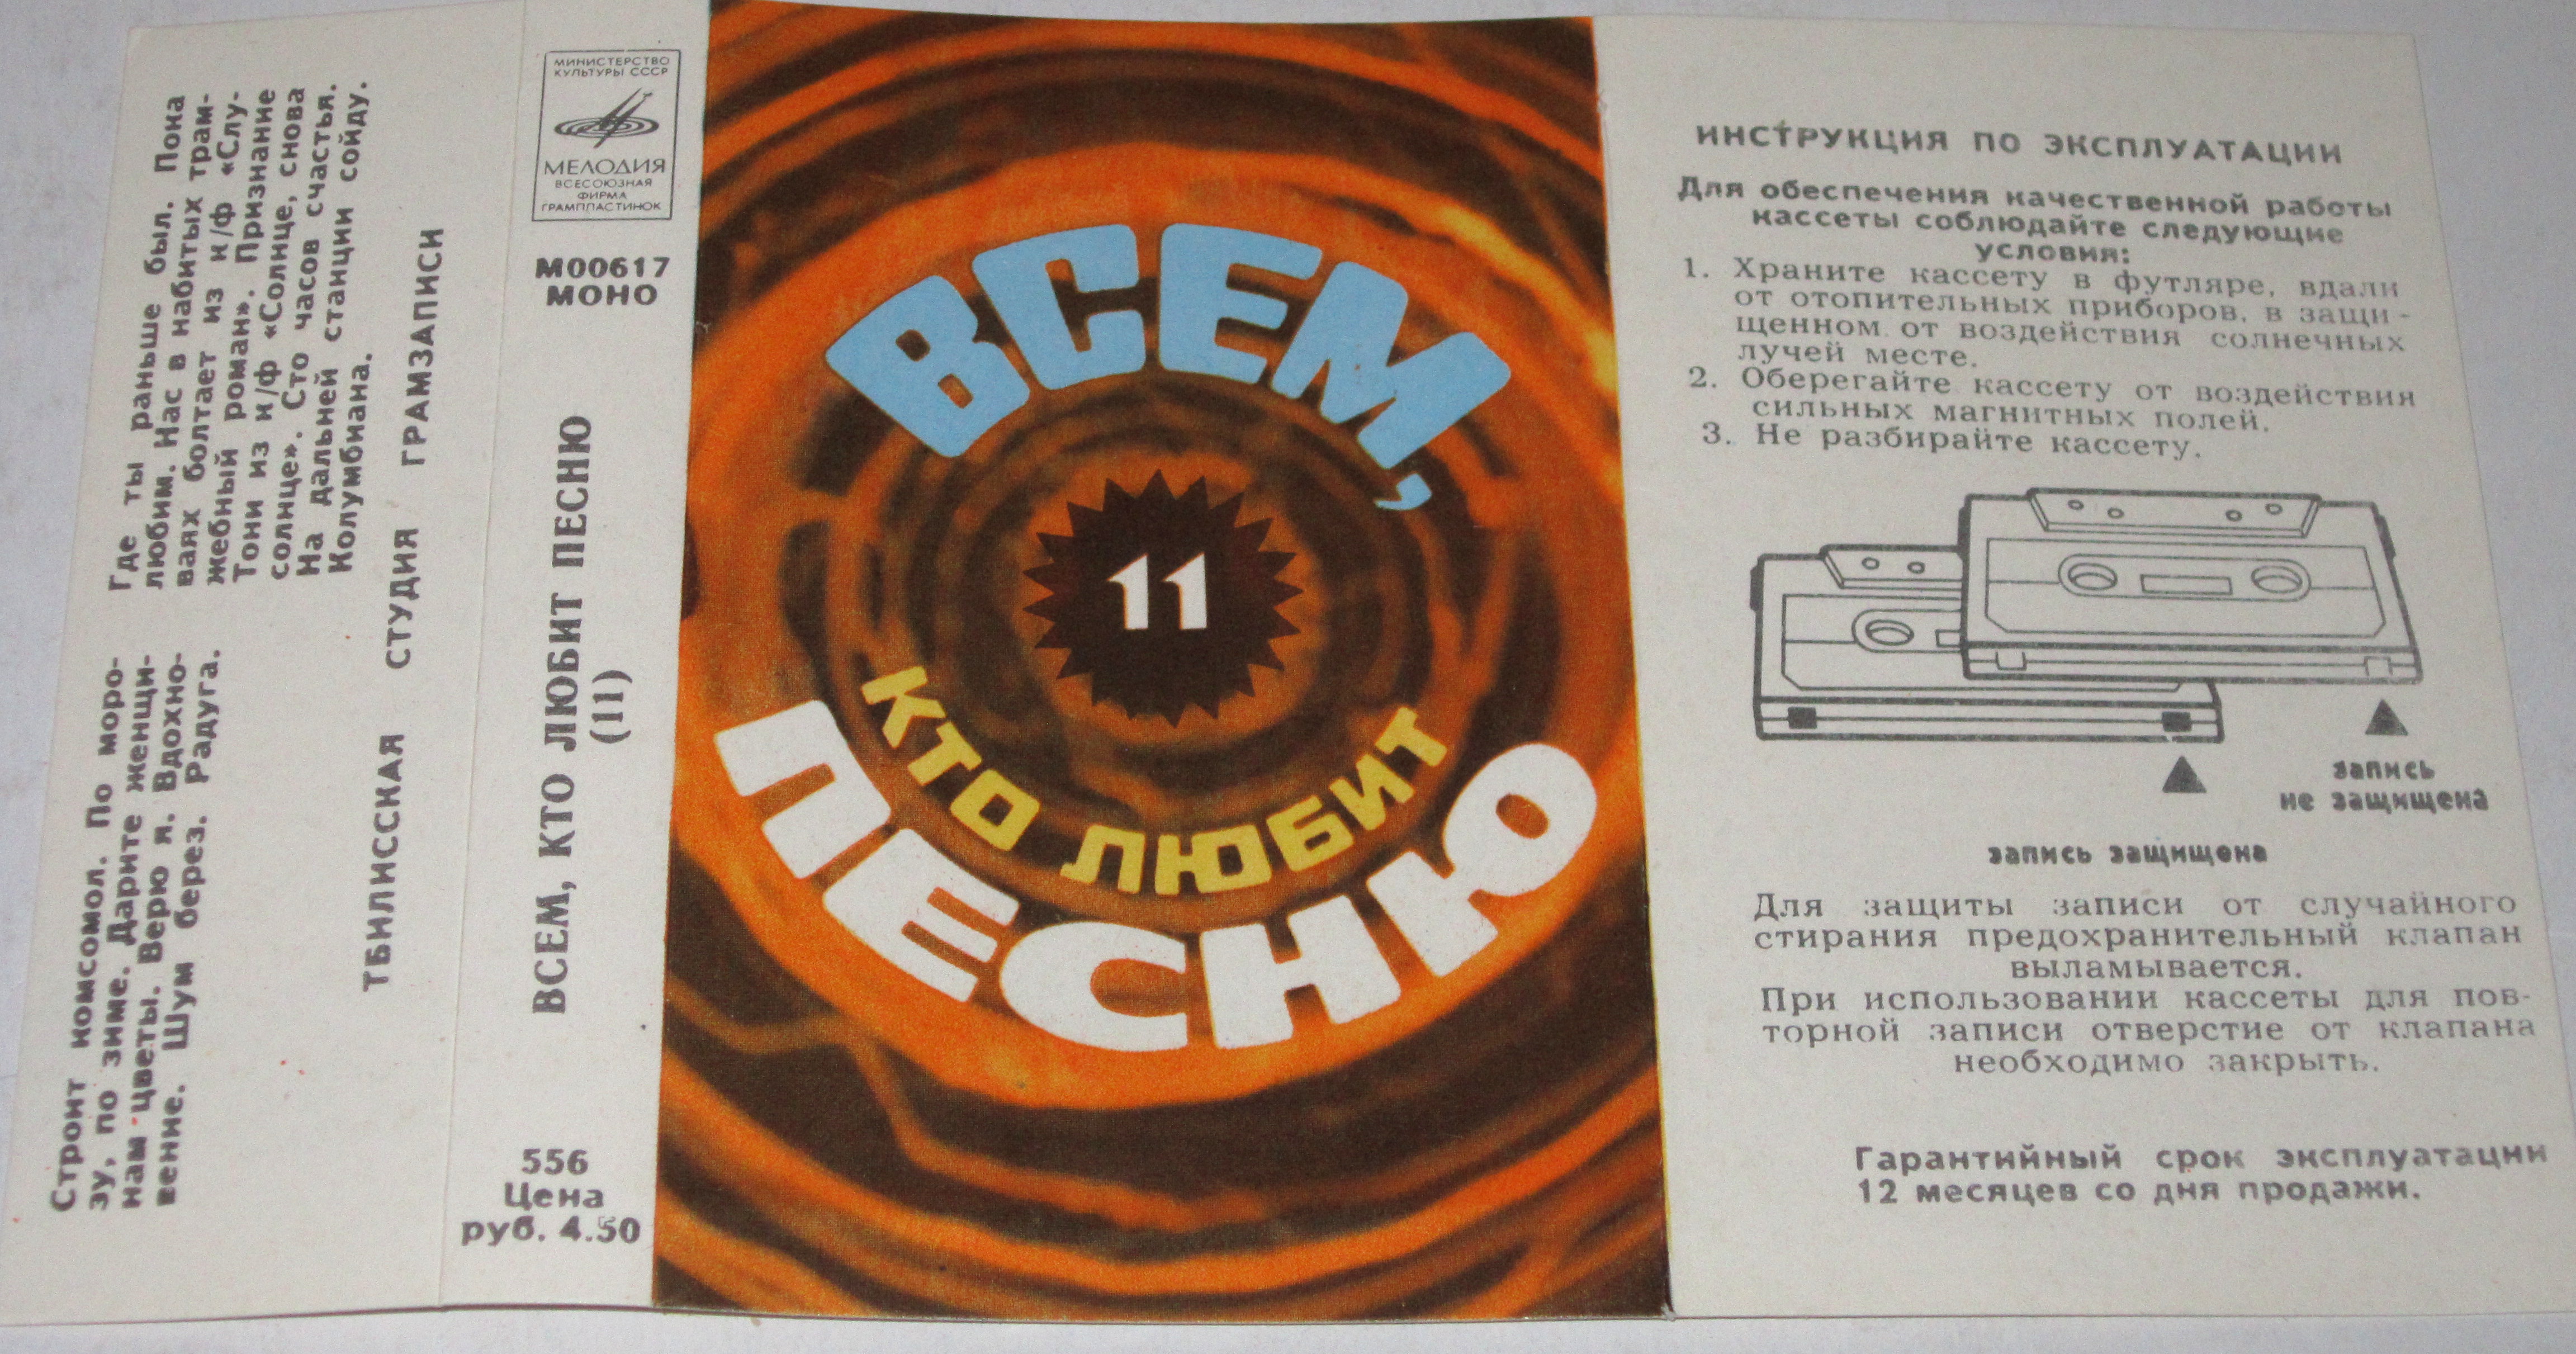 Строит комсомол. По моро-
зу, по зиме. Дарите женщи-
нам цветы. Верю я. Вдохно-
вение. Шум берез. Радуга.
Где ты раньше был. Пока
любим. Нас в набитых трам-
ваях болтает из к/ф «Слу-
жебный роман». Признание
Тони из к/ф «Солнце, снова
солнце». Сто часов счастья.
На дальней станции сойду.
Колумбиана.
ТБИЛИССКАЯ СТУДИЯ ГРАМЗАПИСИ
МИНИСТЕРСТВО
КУЛЬТУРЫ СССР
МЕЛОДИЯ
ВСЕСОЮЗНАЯ
ФИРМА
ГРАМПЛАСТИНОК
М00617
МОНО
ВСЕМ, КТО ЛЮБИТ ПЕСНЮ
(11)
556
Цена
руб. 4.50
ВСЕМ,
11
КТО ЛЮБИТ
ПЕСНЮ
ИНСТРУКЦИЯ ПО ЭКСПЛУАТАЦИИ
Для обеспечения качественной работы
кассеты соблюдайте следующие
условия:
1. Храните кассету в футляре, вдали
от отопительных приборов, в защи-
щенном от воздействия солнечных
лучей месте.
2. Оберегайте кассету от воздействия
сильных магнитных полей.
3. Не разбирайте кассету.
запись
не защищена
запись защищена
Для защиты записи от случайного
стирания предохранительный клапан
выламывается.
При использовании кассеты для пов-
торной записи отверстие от клапана
необходимо закрыть.
Гарантийный срок эксплуатации
12 месяцев со дня продажи.